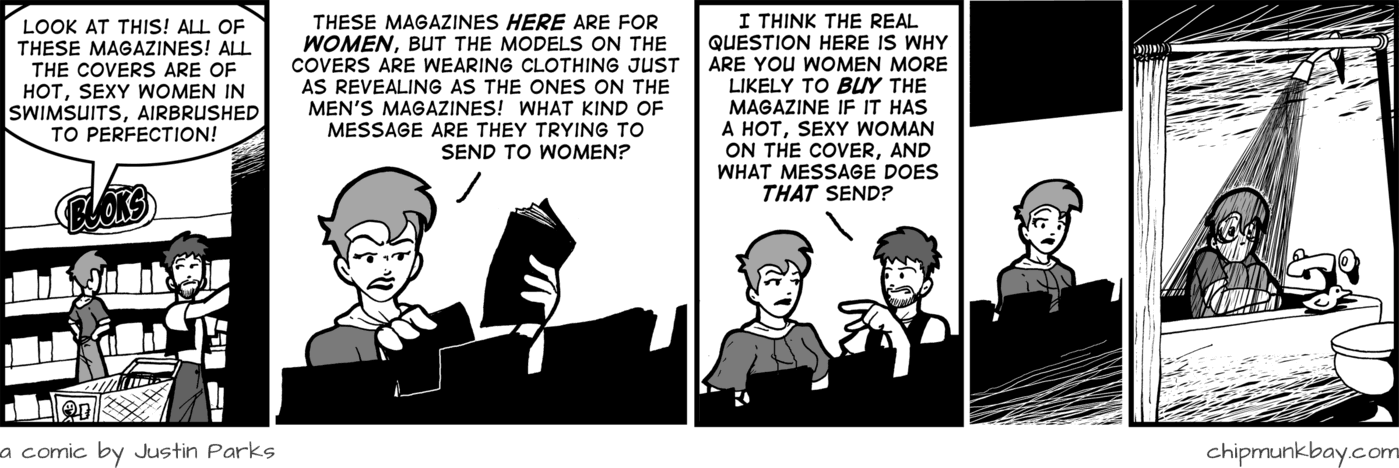 LOOK AT THIS! ALL OF
THESE MAGAZINES! ALL
THE COVERS ARE OF
HOT, SEXY WOMEN IN
SWIMSUITS, AIRBRUSHED
TO PERFECTION!
BOOKS
THESE MAGAZINES HERE ARE FOR
WOMEN, BUT THE MODELS ON THE
COVERS ARE WEARING CLOTHING JUST
AS REVEALING AS THE ONES ON THE
MEN'S MAGAZINES! WHAT KIND OF
MESSAGE ARE THEY TRYING TO
SEND TO WOMEN?
I THINK THE REAL
QUESTION HERE IS WHY
ARE YOU WOMEN MORE
LIKELY TO BUY THE
MAGAZINE IF IT HAS
A HOT, SEXY WOMAN
ON THE COVER, AND
WHAT MESSAGE DOES
THAT SEND?
a comic by Justin Parks
chipmunkbay.com